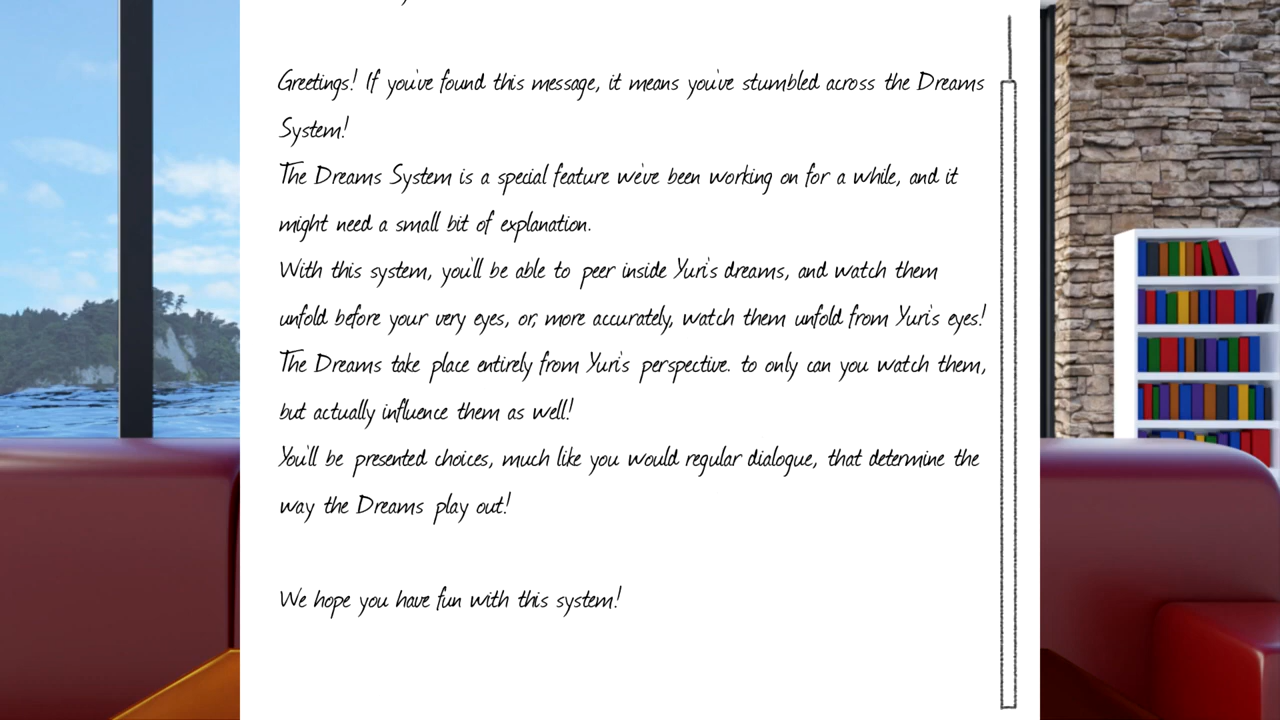 Greetings! If you've found this message, it means you've stumbled across the Dreams
System!
The Dreams System is a special feature we've been working on for a while, and it
might need a small bit of explanation.
With this system, you'll be able to peer inside Yuri's dreams, and watch them
unfold before your very eyes, or, more accurately, watch them unfold from Yuri's eyes!
The Dreams take place entirely from Yuri's perspective. to only can you watch them,
but actually influence them as well!
You'll be presented choices, much like you would regular dialogue, that determine the
way the Dreams play out!
We hope you have fun with this system!